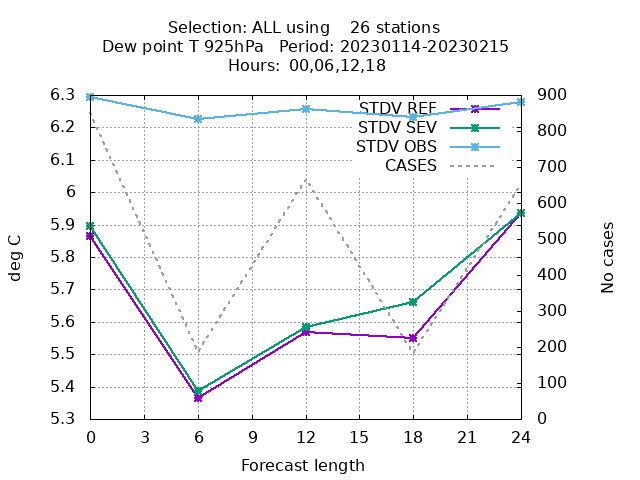 Selection: ALL using    26 stations
Dew point T 925hPa   Period: 20230114-20230215
Hours: 00,06,12,18
6.3
6.2
6.1
6
5.9
5.8
5.7
5.6
5.5
5.4
5.3
deg C
STDV REF
STDV SEV
STDV OBS
CASES
900
800
700
600
500
400
300
200
100
0
No cases
0 3 6 9 12 15 18 21 24
Forecast length